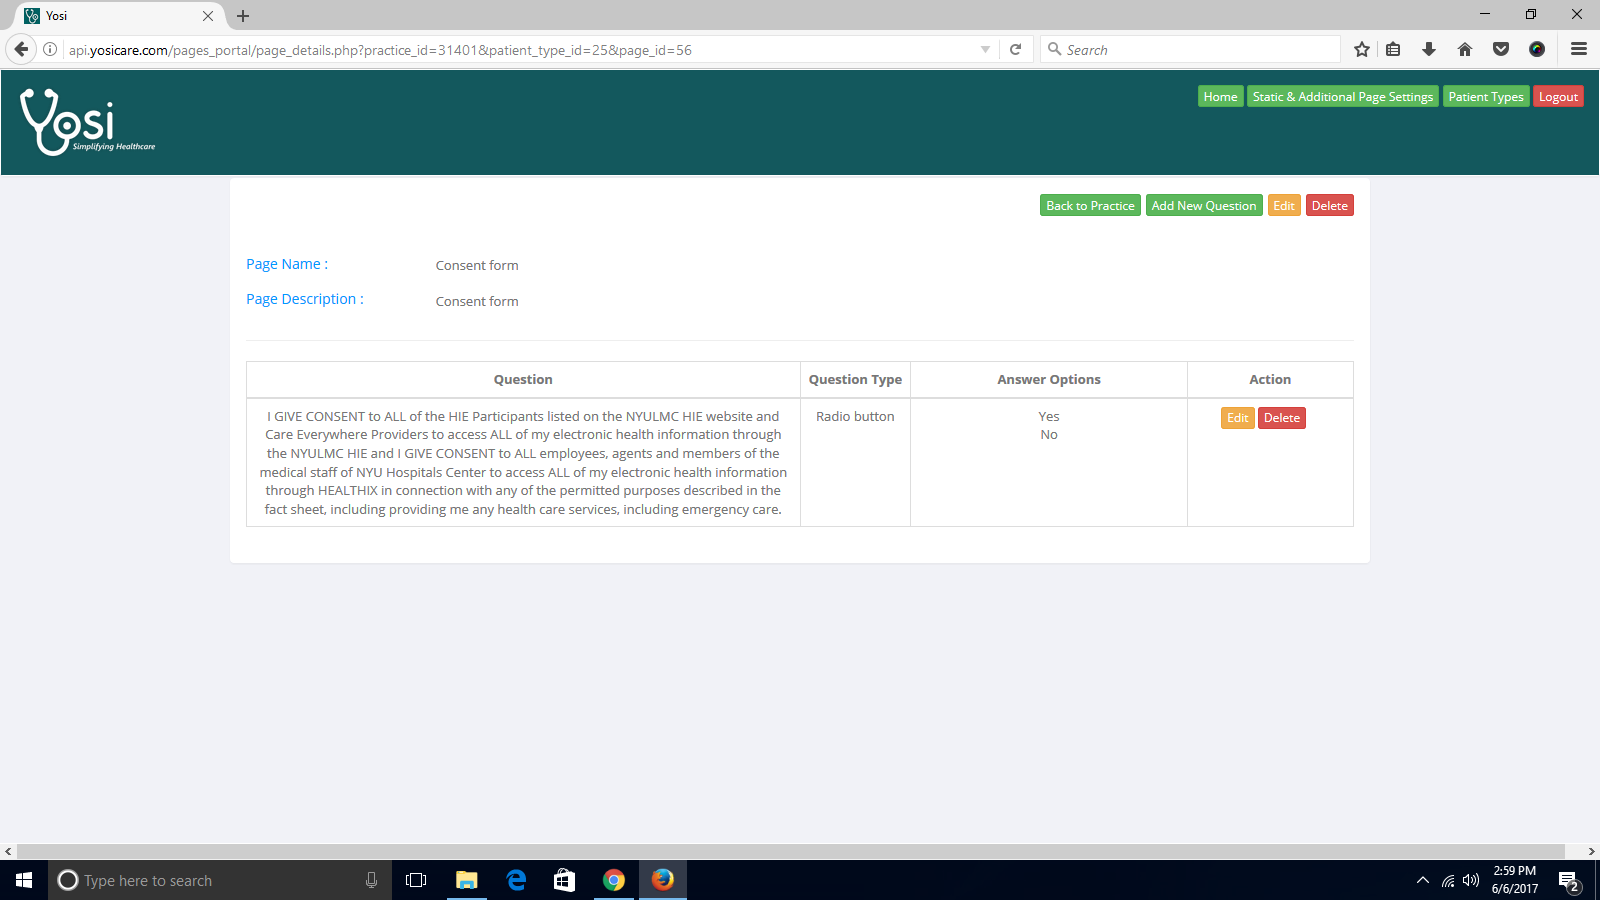 Yosi
api.yosicare.com/pages_portal/page_details.php?practice_id=31401&patient_type_id=25&page_id=56
Search
Yosi
Simplifying Healthcare
Home Static & Additional Page Settings Patient Types Logout
Back to Practice Add New Question Edit Delete
Page Name : Consent form
Page Description : Consent form
Question Question Type Answer Options Action
I GIVE CONSENT to ALL of the HIE Participants listed on the NYULMC HIE website and Radio button Yes Edit Delete
Care Everywhere Providers to access ALL of my electronic health information through No
the NYULMC HIE and I GIVE CONSENT to ALL employees, agents and members of the
medical staff of NYU Hospitals Center to access ALL of my electronic health information
through HEALTHIX in connection with any of the permitted purposes described in the
fact sheet, including providing me any health care services, including emergency care.
Type here to search
2:59 PM
6/6/2017
2